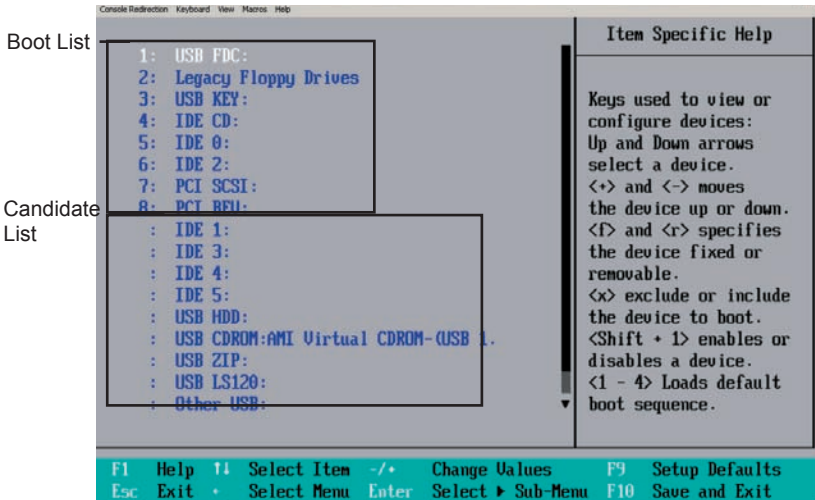 Console Redirection Keyboard View Macros Help
Boot List
1: USB FDC:
2: Legacy Floppy Drives
3: USB KEY:
4: IDE CD:
5: IDE 0:
6: IDE 2:
7: PCI SCSI:
8: PCI BEV:
Candidate
List
: IDE 1:
: IDE 3:
: IDE 4:
: IDE 5:
: USB HDD:
: USB CDROM:AMI Virtual CDROM-(USB 1.
: USB ZIP:
: USB LS120:
: Other USB:
Item Specific Help
Keys used to view or
configure devices:
Up and Down arrows
select a device.
<+> and <-> moves
the device up or down.
<f> and <r> specifies
the device fixed or
removable.
<x> exclude or include
the device to boot.
<Shift + 1> enables or
disables a device.
<1 - 4> Loads default
boot sequence.
F1 Help ↑↓ Select Item -/+ Change Values F9 Setup Defaults
Esc Exit + Select Menu Enter Select ▶ Sub-Menu F10 Save and Exit